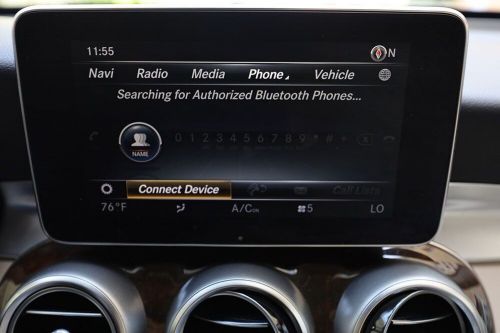 11:55 N
Navi Radio Media Phone Vehicle
Searching for Authorized Bluetooth Phones...
0 1 2 3 4 5 6 7 8 9 * # +
NAME
Connect Device Call Lists
76°F A/C ON 5 LO